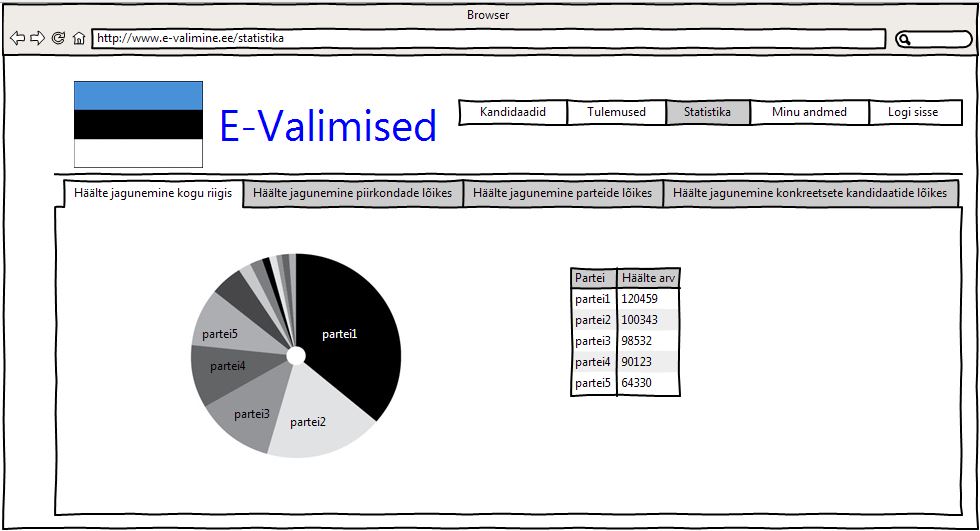 Browser
http://www.e-valimine.ee/statistika
E-Valimised
Kandidaadid Tulemused Statistika Minu andmed Logi sisse
Häälte jagunemine kogu riigis Häälte jagunemine piirkondade lõikes Häälte jagunemine parteide lõikes Häälte jagunemine konkreetsete kandidaatide lõikes
partei1
partei5
partei4
partei3
partei2
Partei Häälte arv
partei1 120459
partei2 100343
partei3 98532
partei4 90123
partei5 64330